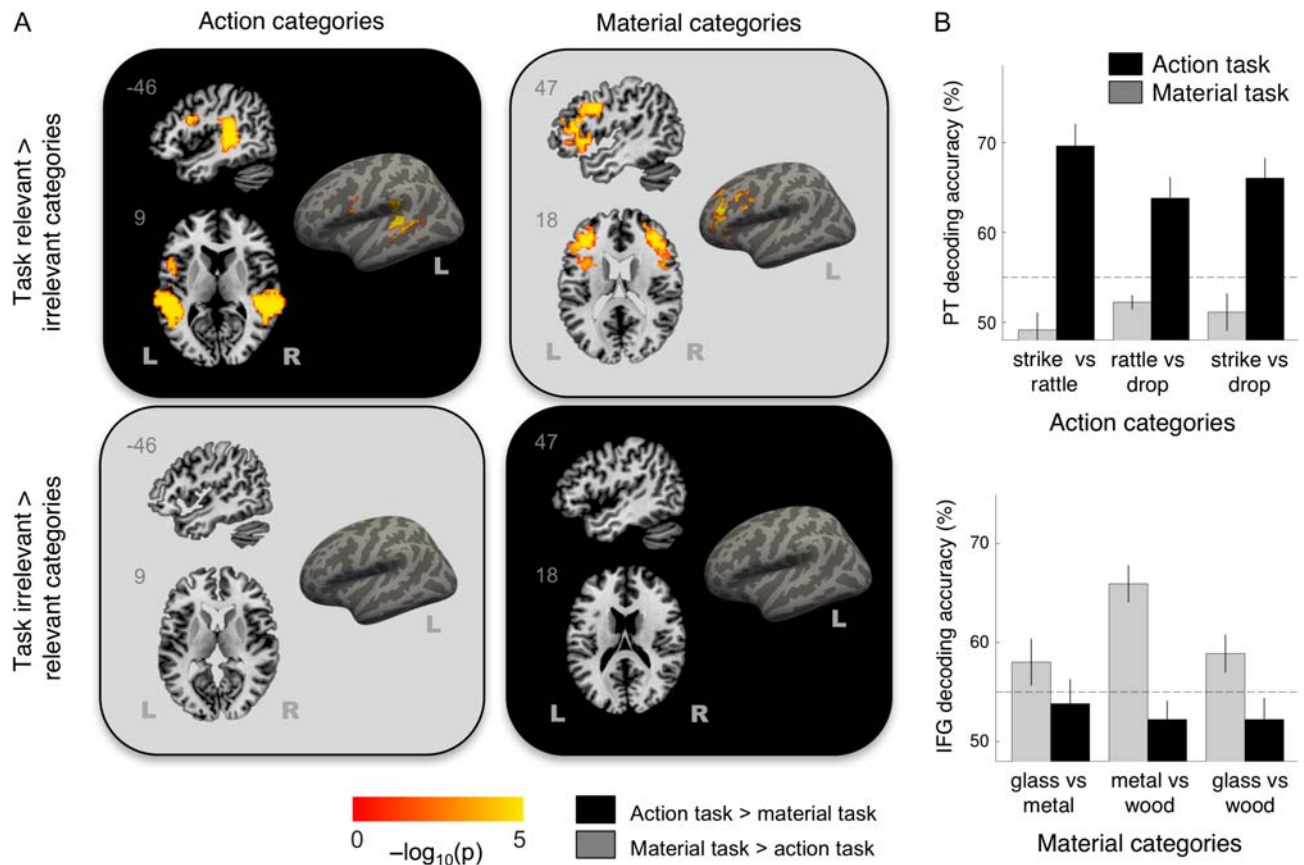 A
Action categories
Material categories
Task relevant >
irrelevant categories
-46
9
L
R
L
47
18
L
R
L
Task irrelevant >
relevant categories
-46
9
L
R
L
47
18
L
R
L
0
5
–log10(p)
Action task > material task
Material task > action task
B
Action task
Material task
PT decoding accuracy (%)
70
60
50
strike vs
rattle
rattle vs
drop
strike vs drop
Action categories
IFG decoding accuracy (%)
70
60
50
glass vs
metal
metal vs
wood
glass vs wood
Material categories